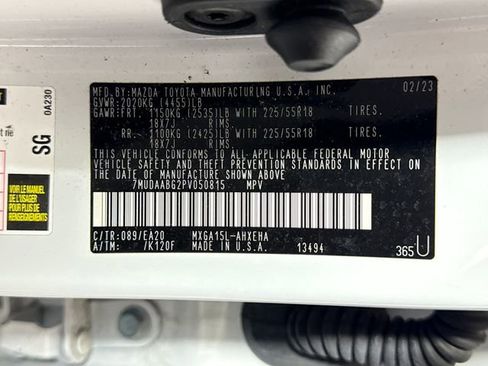 MFD. BY: MAZDA TOYOTA MANUFACTURING U.S.A., INC. 02/23
GVWR: 2020KG (4455)LB
GAWR:FRT. 1150KG (2535)LB WITH 225/55R18 TIRES.
18X7J RIMS.
RR. 1100KG (2425)LB WITH 225/55R18 TIRES.
18X7J RIMS.
THIS VEHICLE CONFORMS TO ALL APPLICABLE FEDERAL MOTOR
VEHICLE SAFETY AND THEFT PREVENTION STANDARDS IN EFFECT
ON THE DATE OF MANUFACTURE SHOWN ABOVE.
7MUDAABG2PV050815 MPV
C/TR:089/EA20 MXGA15L-AHXEHA
A/TM: /K120F MADE IN U.S.A. 13494 365U
0A230
SG
VOIR LE MANUEL
DE L'USAGER
POUR PLUS DE
RENSEIGNEMENTS